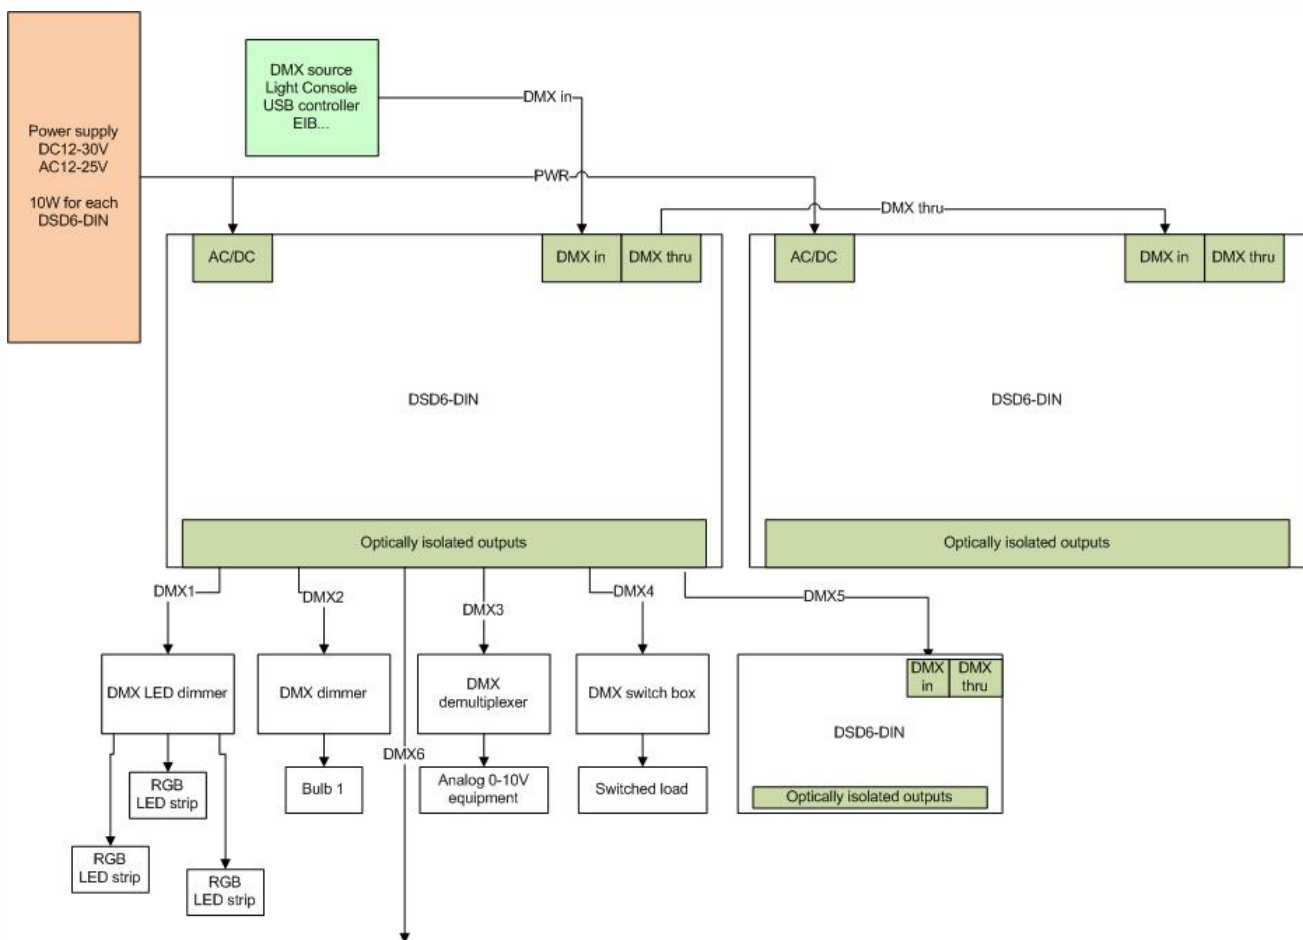 DMX source
Light Console
USB controller
EIB...
Power supply
DC12-30V
AC12-25V
10W for each
DSD6-DIN
DMX in
PWR
DMX thru
AC/DC
DMX in
DMX thru
AC/DC
DMX in
DMX thru
DSD6-DIN
DSD6-DIN
Optically isolated outputs
Optically isolated outputs
DMX1
DMX2
DMX3
DMX4
DMX5
DMX LED dimmer
DMX dimmer
DMX
demultiplexer
DMX switch box
DMX
in
DMX
thru
DSD6-DIN
DMX6
RGB
LED strip
Bulb 1
Analog 0-10V
equipment
Switched load
Optically isolated outputs
RGB
LED strip
RGB
LED strip